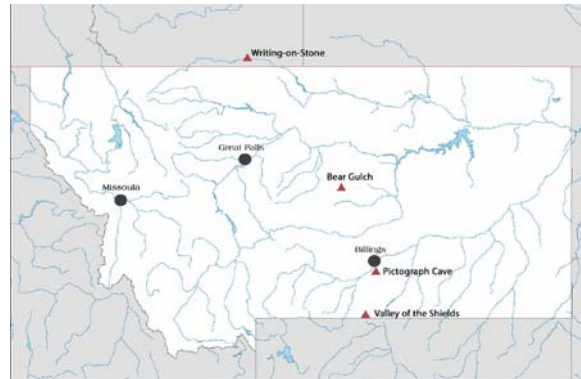 Writing-on-Stone
Great Falls
Bear Gulch
Missoula
Billings
Pictograph Cave
Valley of the Shields